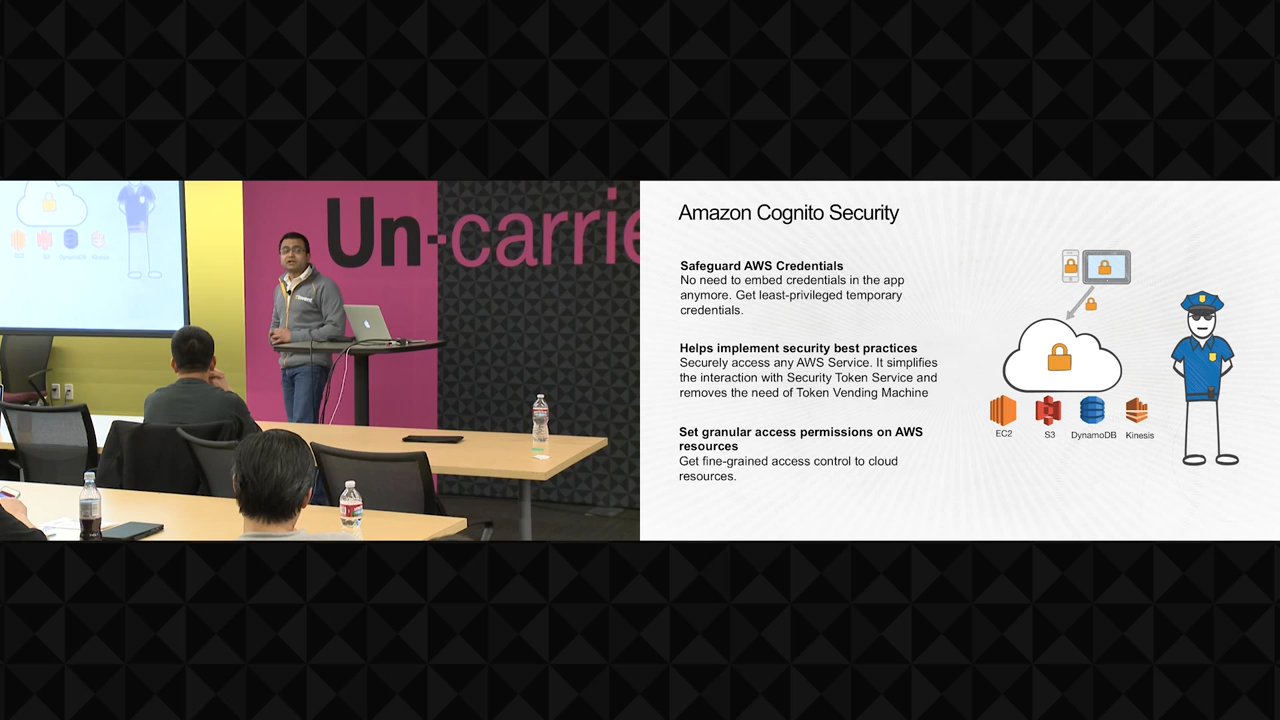 Un-carrie
Amazon Cognito Security
Safeguard AWS Credentials
No need to embed credentials in the app
anymore. Get least-privileged temporary
credentials.
Helps implement security best practices
Securely access any AWS Service. It simplifies
the interaction with Security Token Service and
removes the need of Token Vending Machine
Set granular access permissions on AWS
resources
Get fine-grained access control to cloud
resources.
EC2
S3
DynamoDB
Kinesis